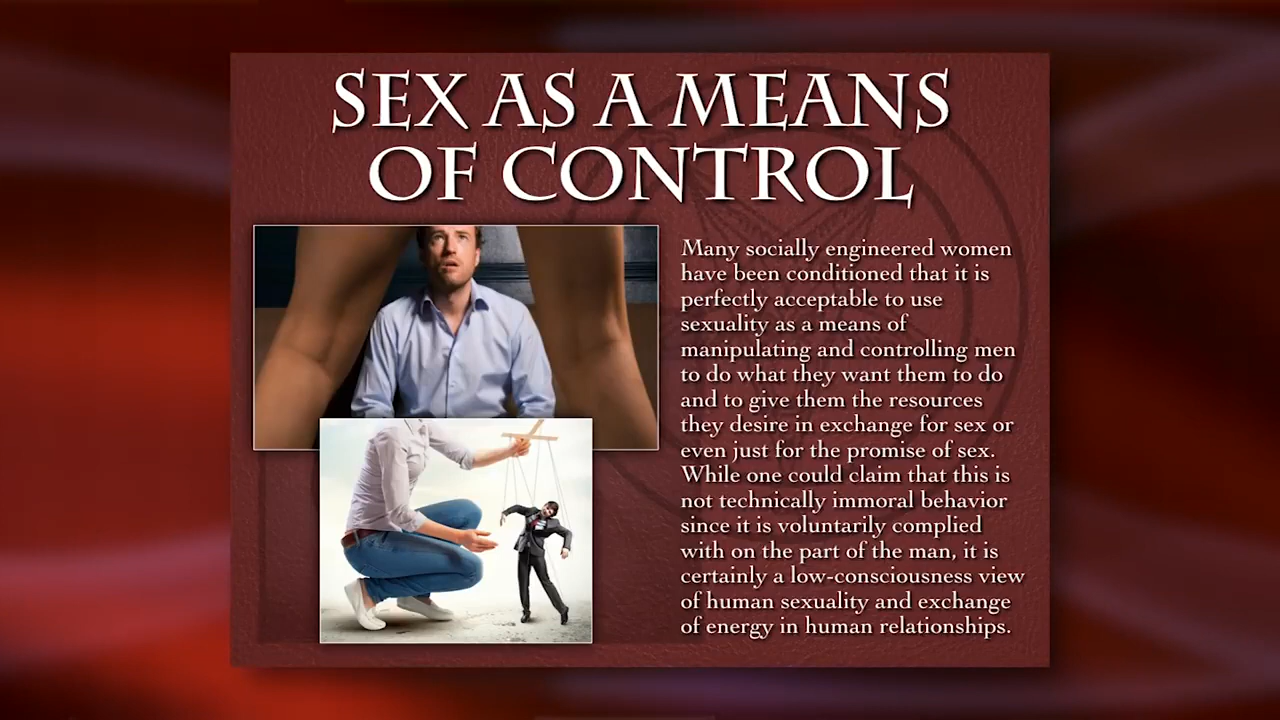 SEX AS A MEANS
OF CONTROL
Many socially engineered women
have been conditioned that it is
perfectly acceptable to use
sexuality as a means of
manipulating and controlling men
to do what they want them to do
and to give them the resources
they desire in exchange for sex or
even just for the promise of sex.
While one could claim that this is
not technically immoral behavior
since it is voluntarily complied
with on the part of the man, it is
certainly a low-consciousness view
of human sexuality and exchange
of energy in human relationships.